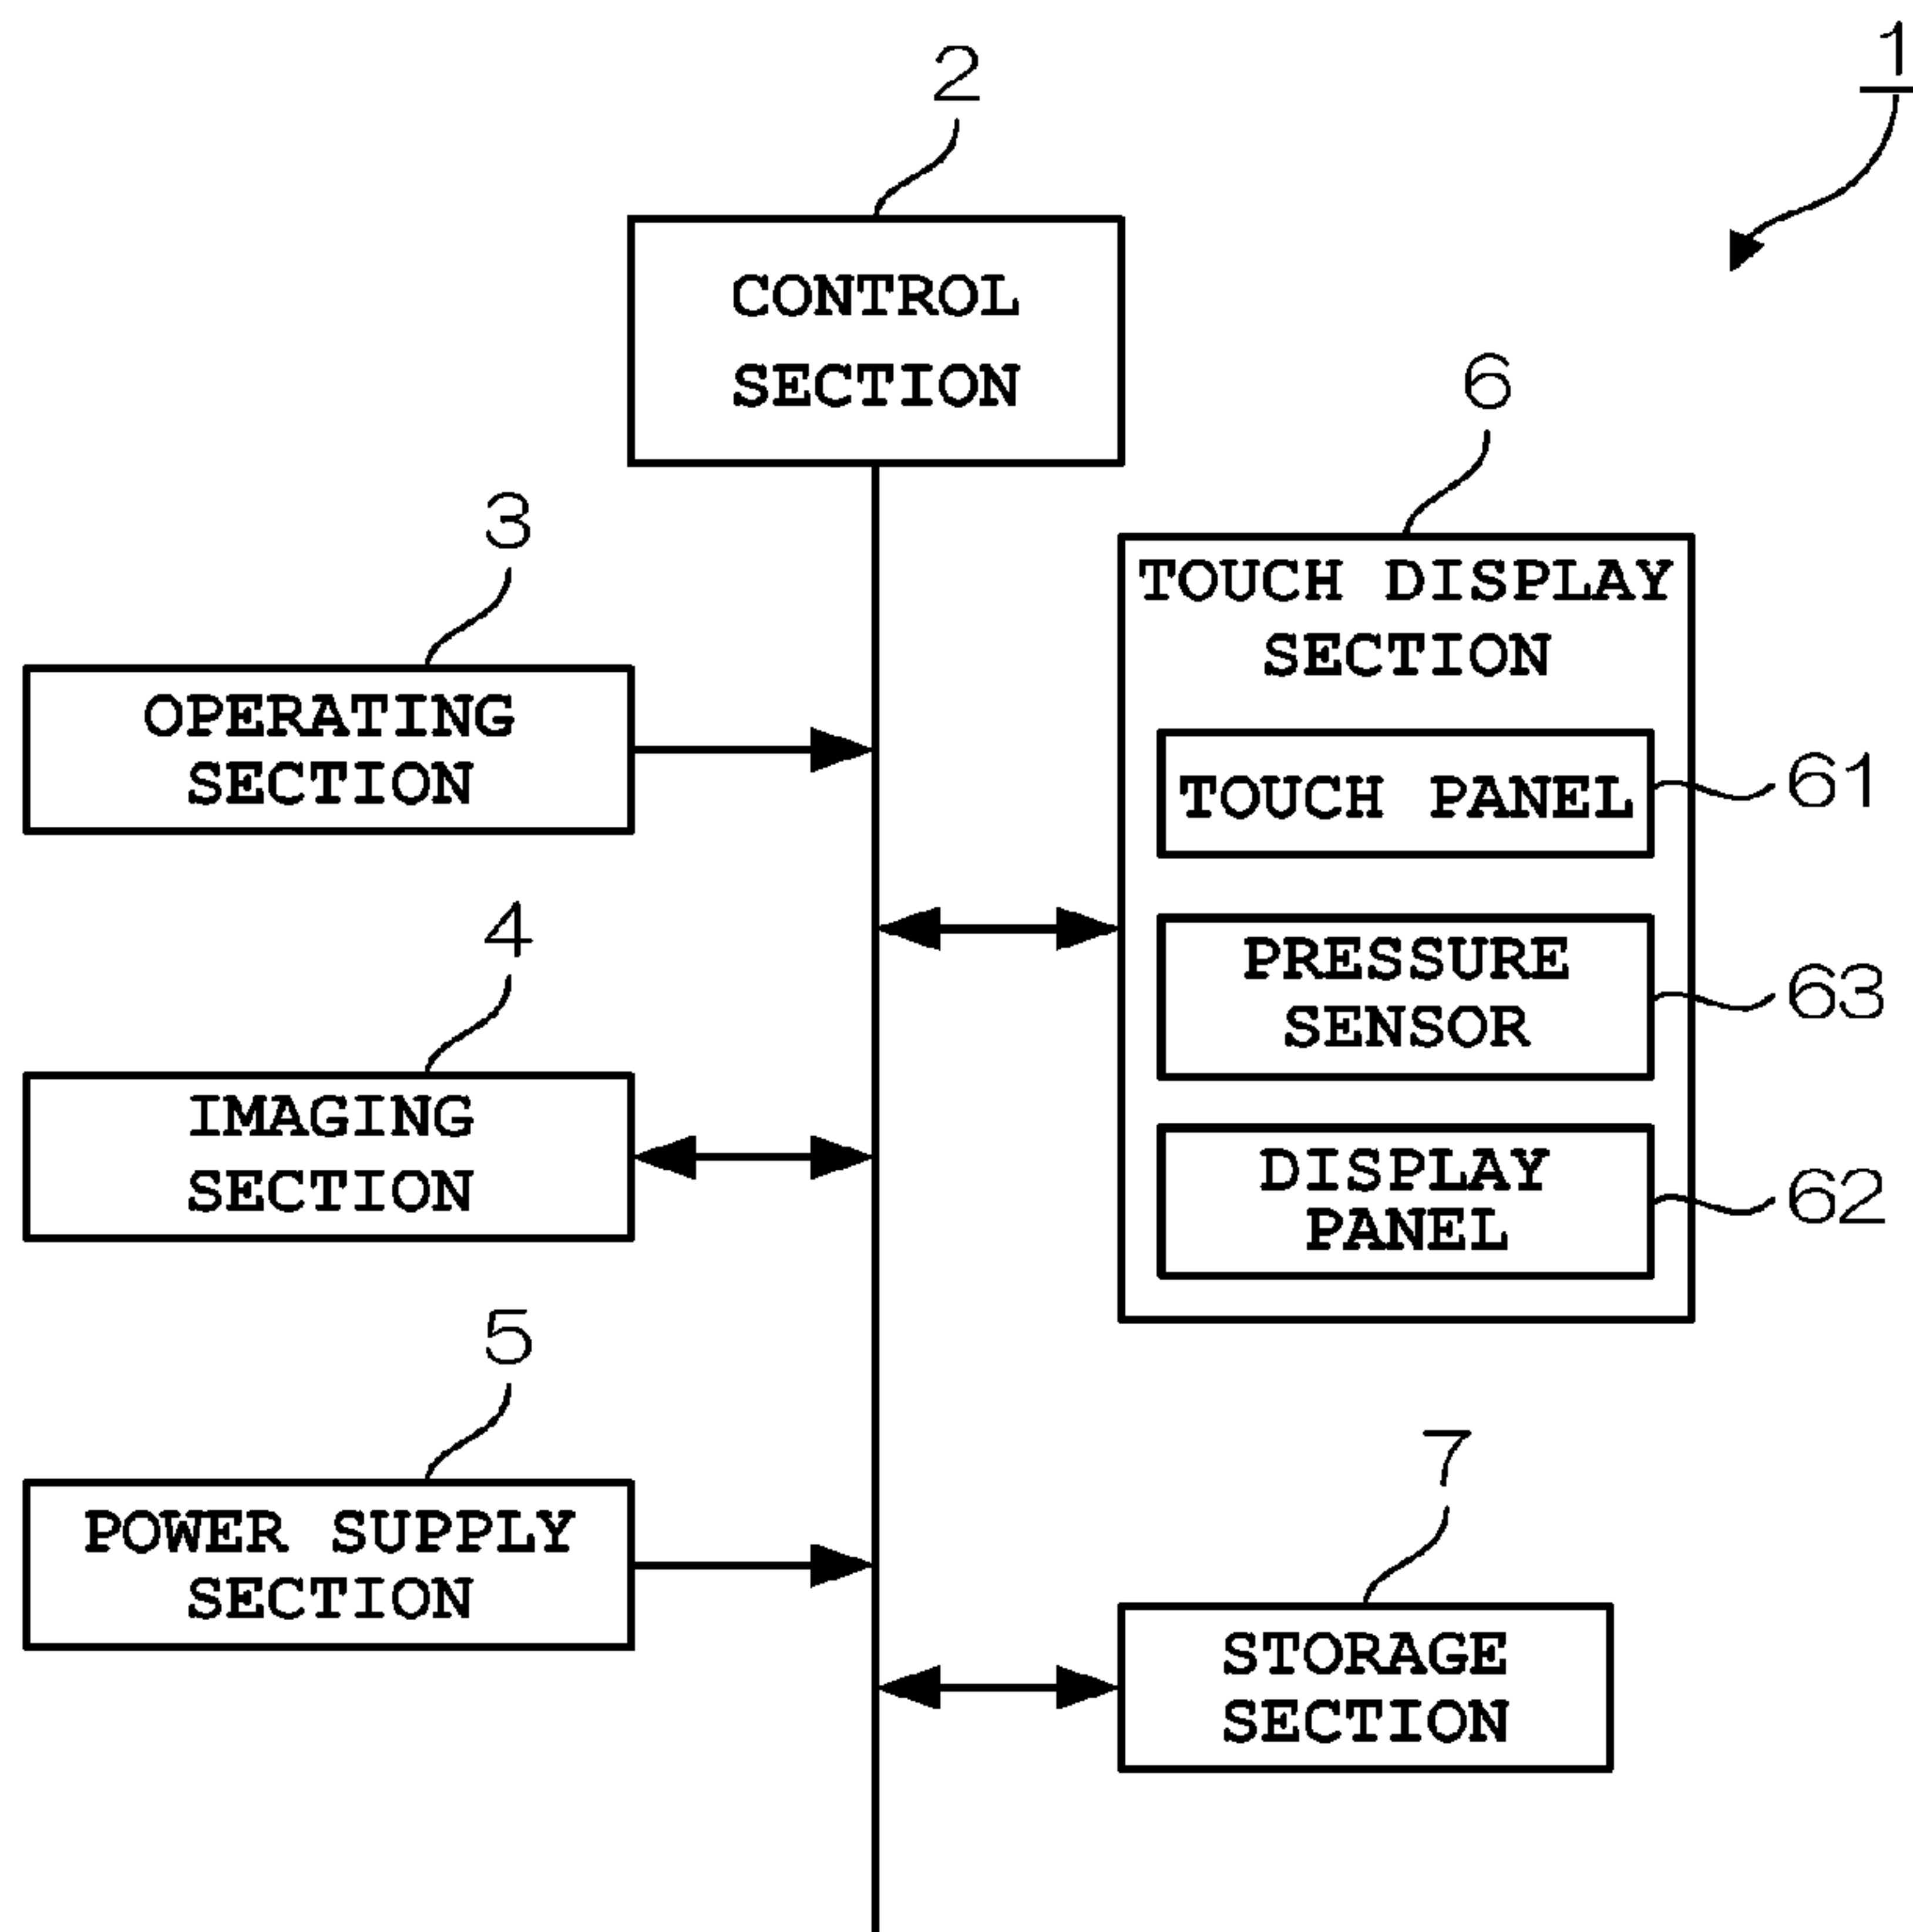 1
2
CONTROL
SECTION
3
OPERATING
SECTION
4
IMAGING
SECTION
5
POWER SUPPLY
SECTION
6
TOUCH DISPLAY
SECTION
TOUCH PANEL
61
PRESSURE
SENSOR
63
DISPLAY
PANEL
62
7
STORAGE
SECTION